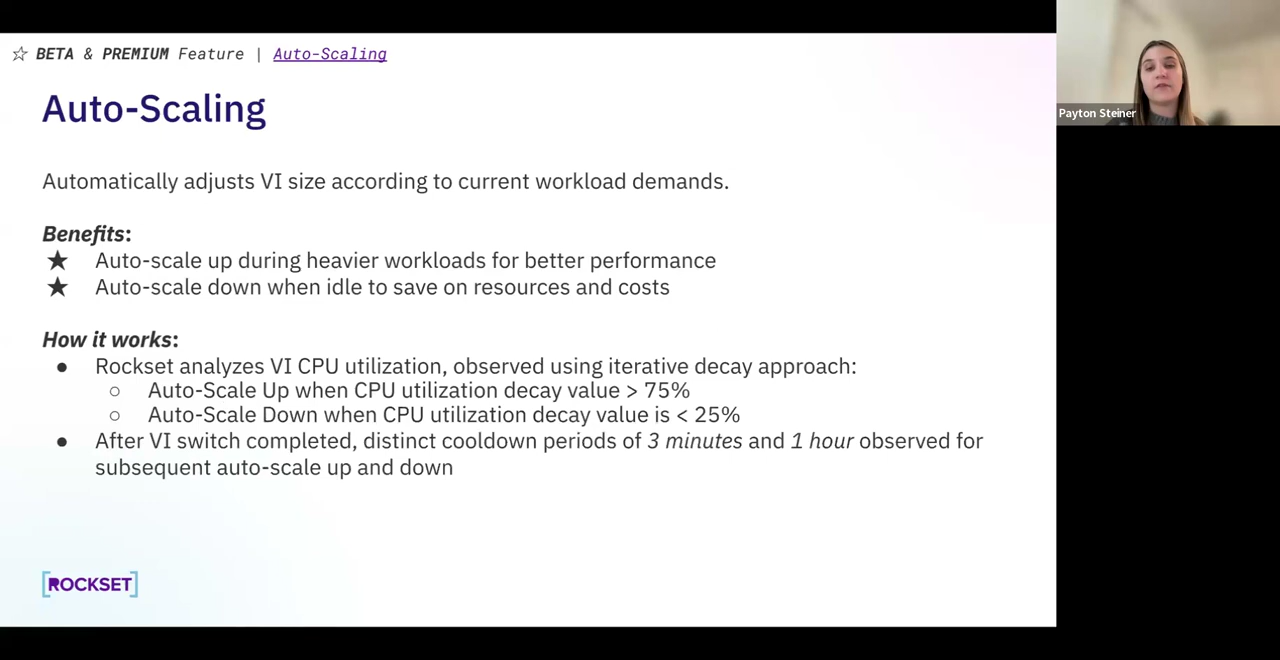 ☆ BETA & PREMIUM Feature | Auto-Scaling
Auto-Scaling
Automatically adjusts VI size according to current workload demands.
Benefits:
★ Auto-scale up during heavier workloads for better performance
★ Auto-scale down when idle to save on resources and costs
How it works:
● Rockset analyzes VI CPU utilization, observed using iterative decay approach:
○ Auto-Scale Up when CPU utilization decay value > 75%
○ Auto-Scale Down when CPU utilization decay value is < 25%
● After VI switch completed, distinct cooldown periods of 3 minutes and 1 hour observed for
subsequent auto-scale up and down
[ROCKSET]
Payton Steiner